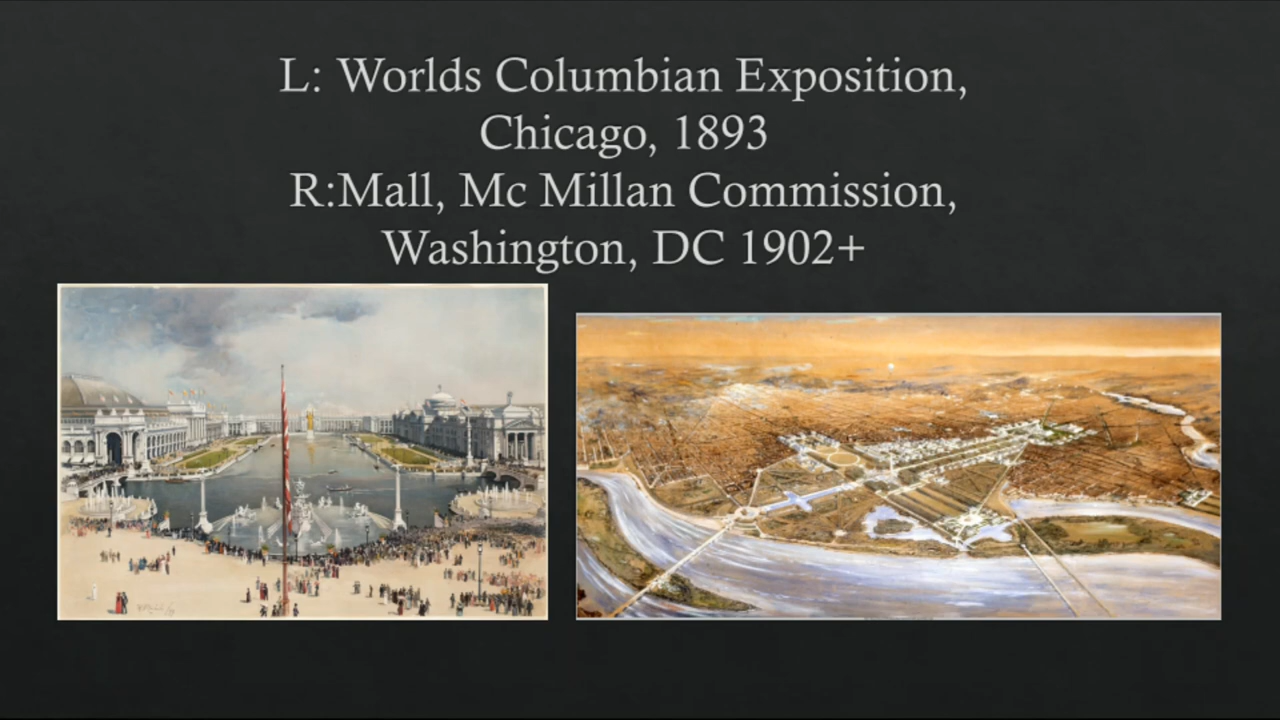 L: Worlds Columbian Exposition,
Chicago, 1893
R:Mall, Mc Millan Commission,
Washington, DC 1902+